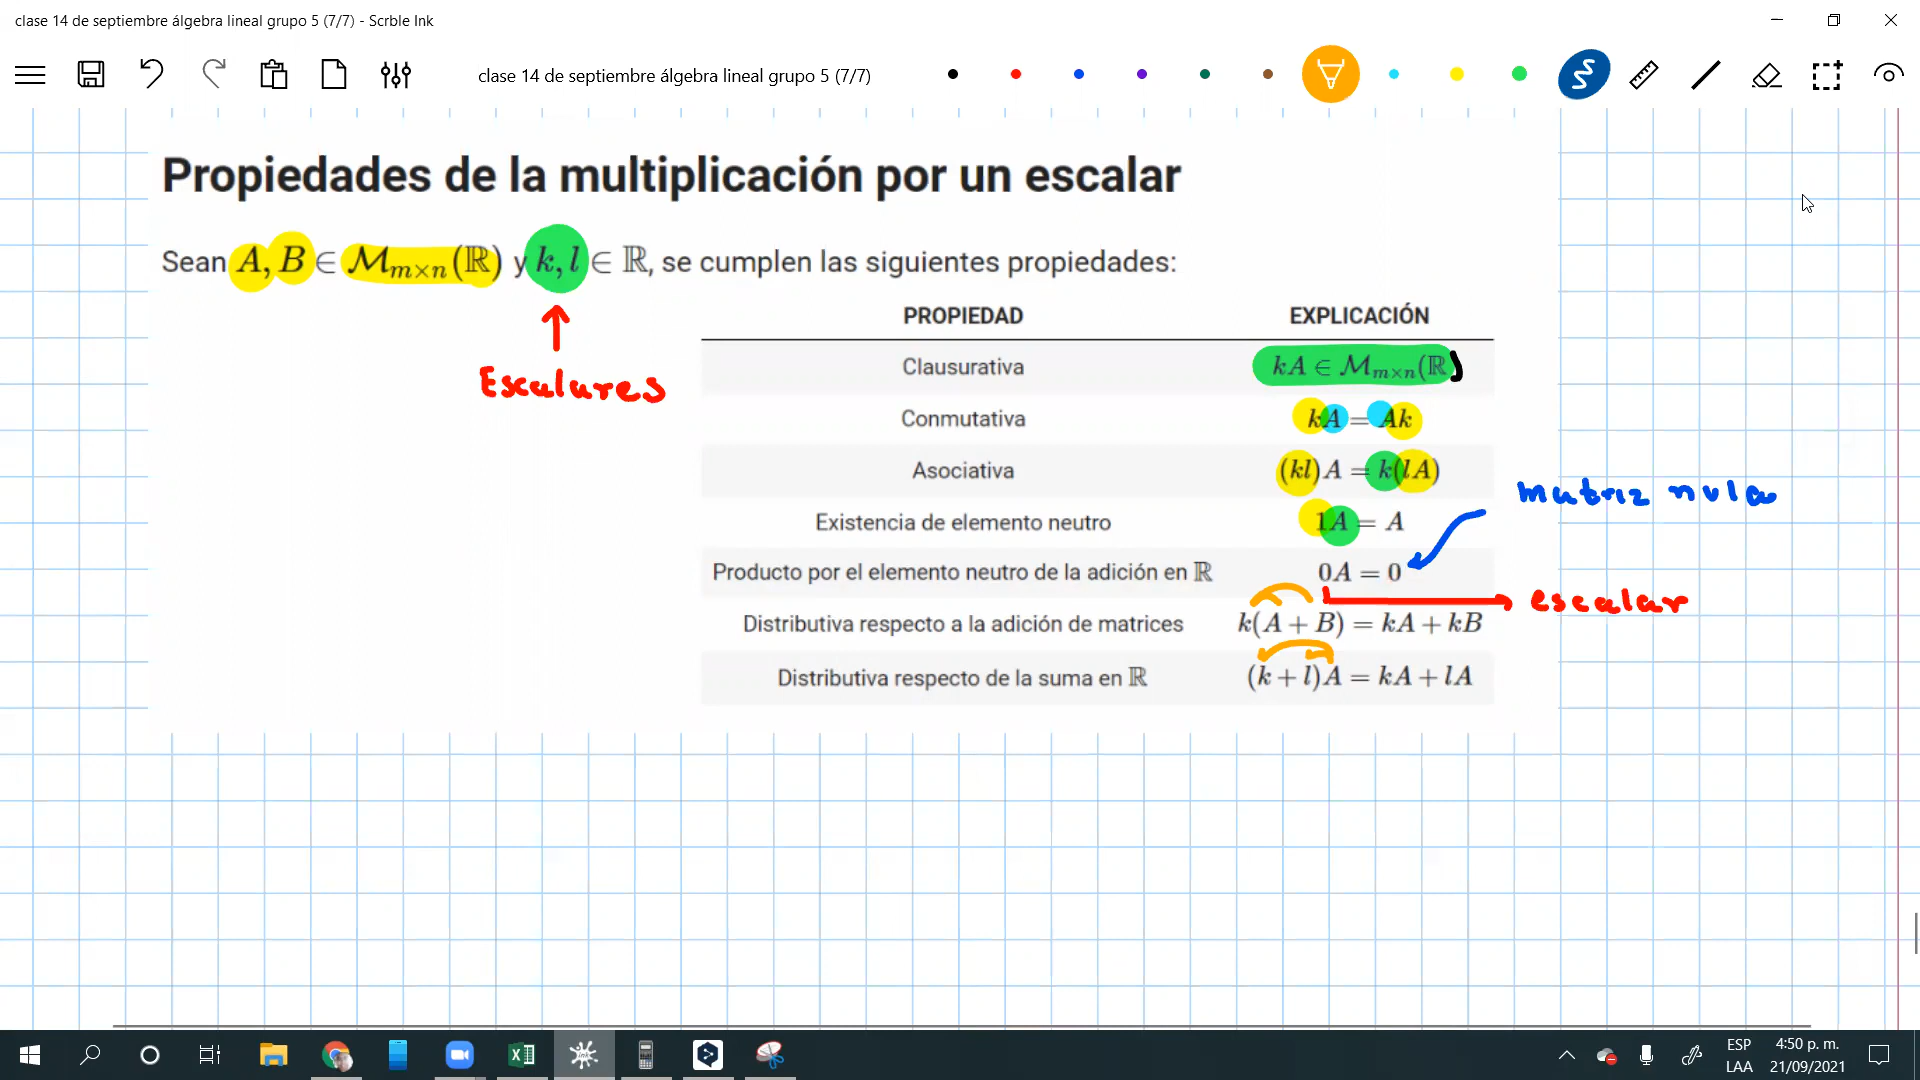 clase 14 de septiembre álgebra lineal grupo 5 (7/7) - Scrble Ink
clase 14 de septiembre álgebra lineal grupo 5 (7/7)
Propiedades de la multiplicación por un escalar
Sean A, B ∈ ℳm×n(ℝ) y k, l ∈ ℝ, se cumplen las siguientes propiedades:
Escalares
PROPIEDAD EXPLICACIÓN
Clausurativa kA ∈ ℳm×n(ℝ)
Conmutativa kA = Ak
Asociativa (kl)A = k(lA)
matriz nula
Existencia de elemento neutro 1A = A
Producto por el elemento neutro de la adición en ℝ 0A = 0
escalar
Distributiva respecto a la adición de matrices k(A + B) = kA + kB
Distributiva respecto de la suma en ℝ (k + l)A = kA + lA
ESP 4:50 p. m.
LAA 21/09/2021